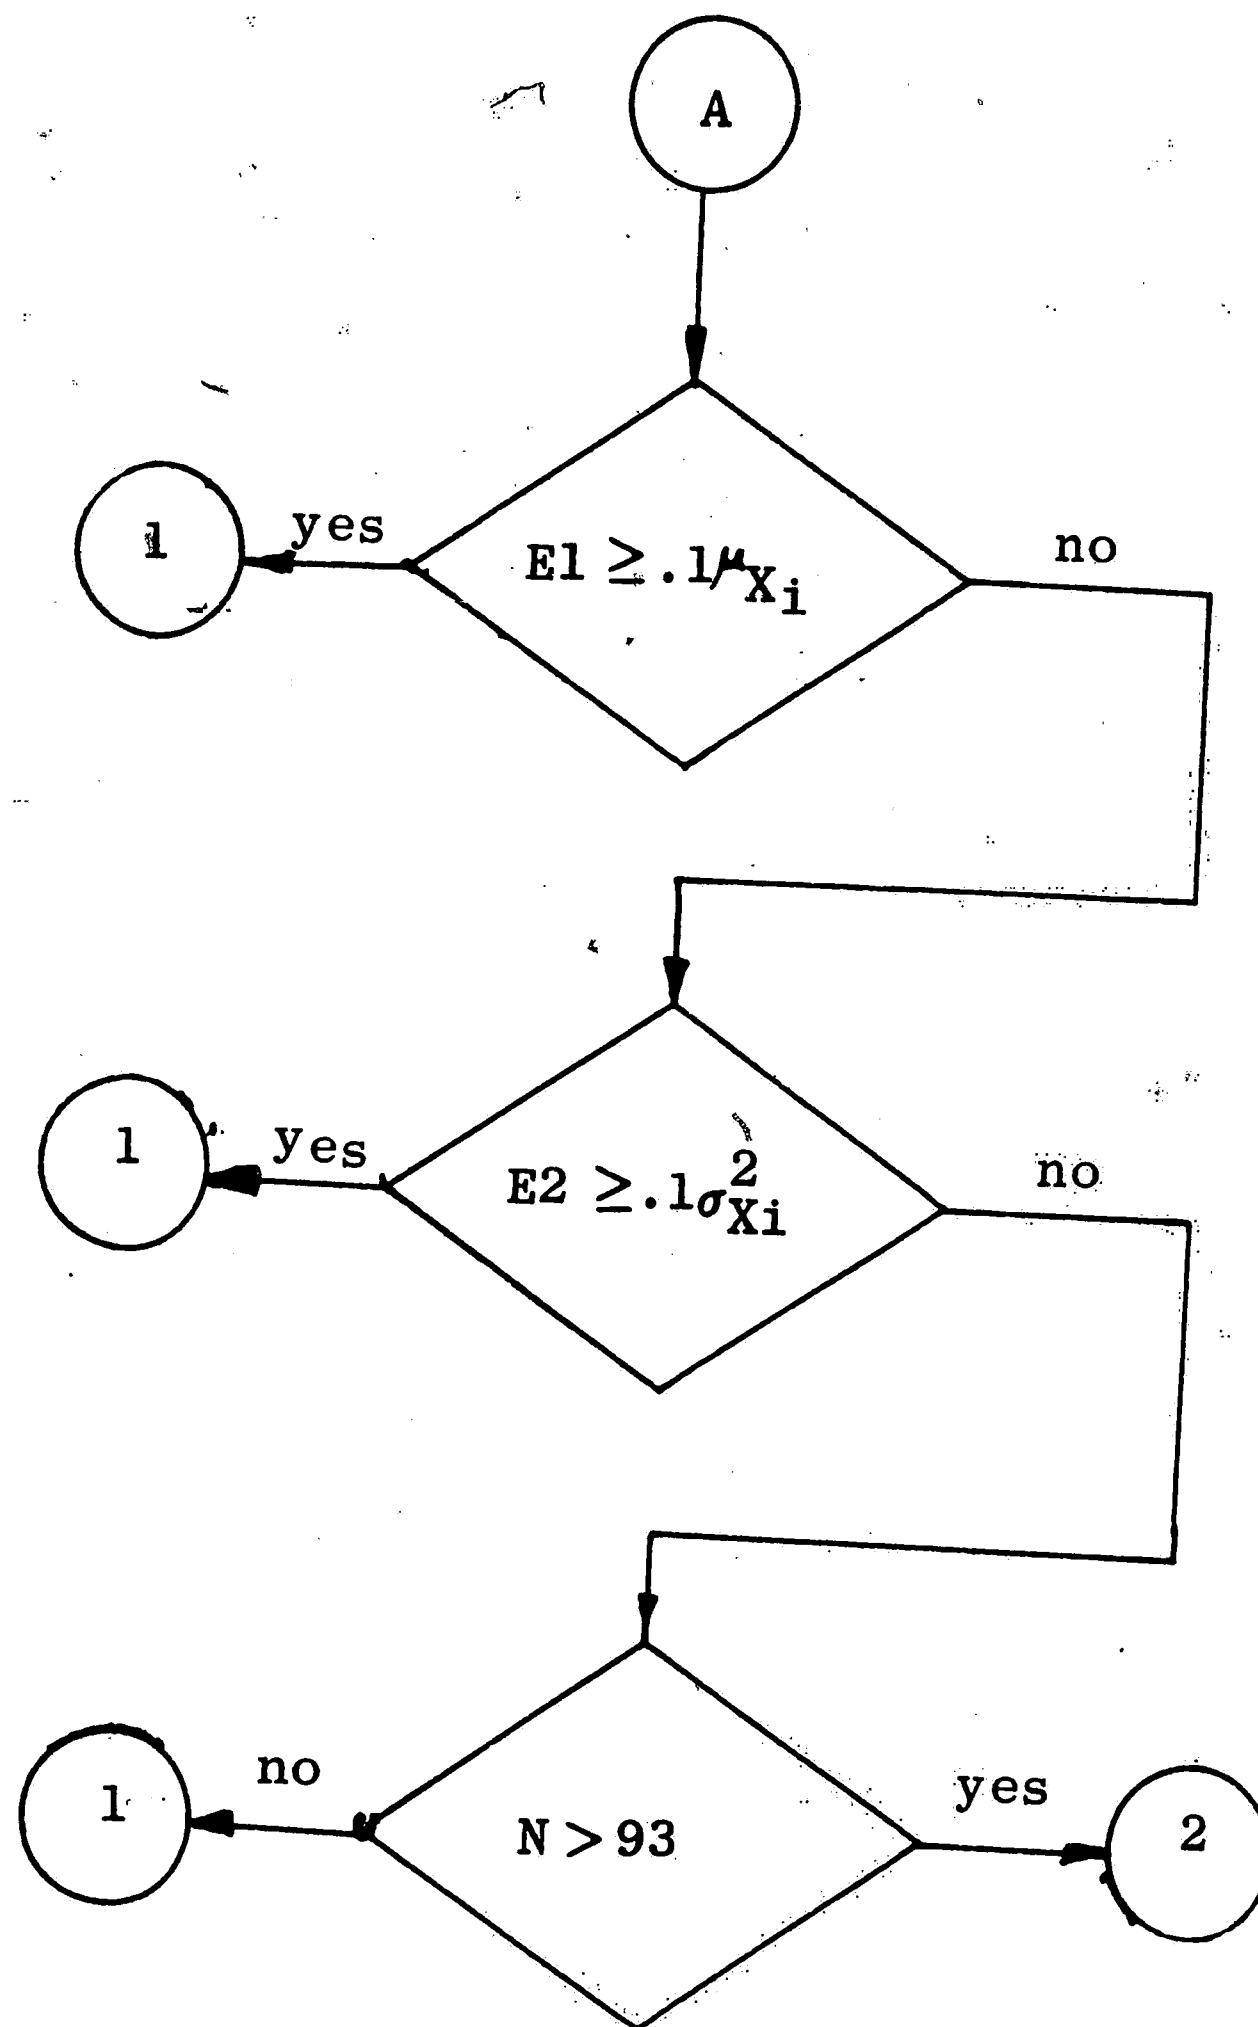 A
1
yes
E1 ≥ .1μXi
no
1
yes
E2 ≥ .1σ²Xi
no
1
no
N > 93
yes
2